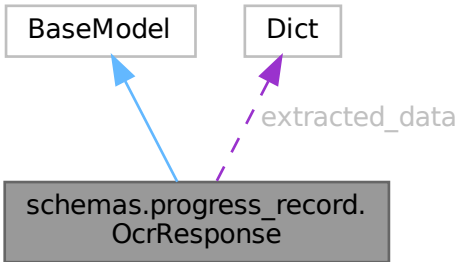 BaseModel
Dict
extracted_data
schemas.progress_record.
OcrResponse